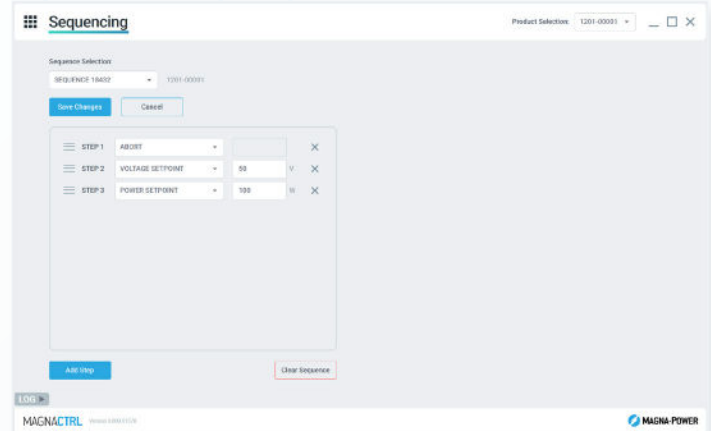 Sequencing
Product Selection: 1201-00001
Sequence Selection:
SEQUENCE 18432 1201-00001
Save Changes Cancel
STEP 1 ABORT
STEP 2 VOLTAGE SETPOINT 50 V
STEP 3 POWER SETPOINT 100 W
Add Step Clear Sequence
LOG
MAGNACTRL MAGNA-POWER